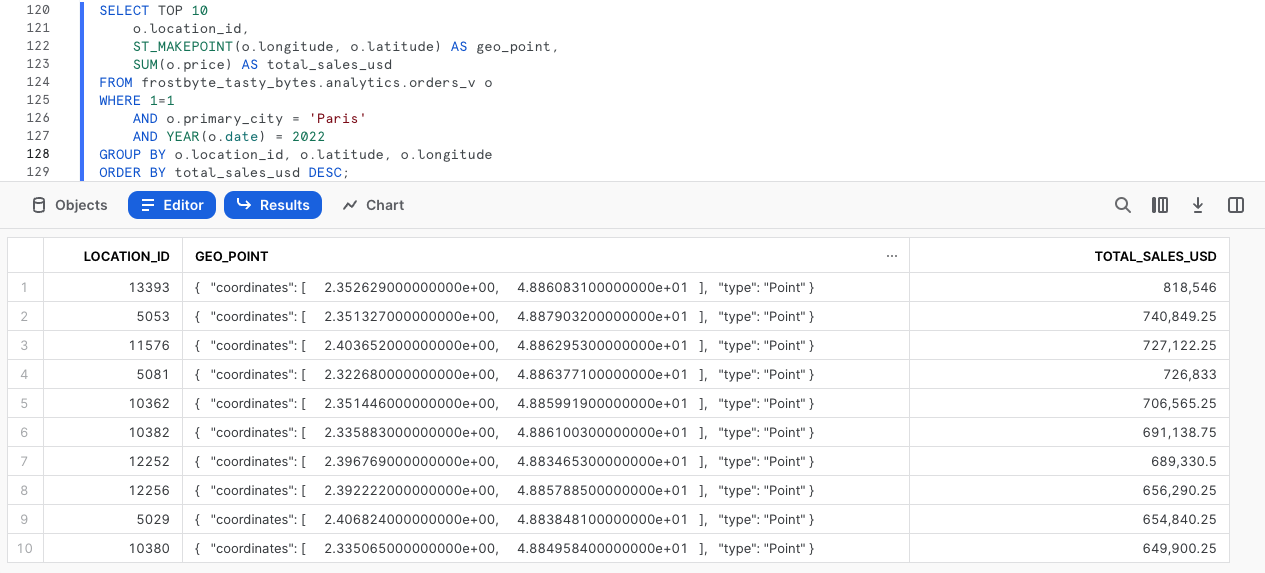 120 SELECT TOP 10
121 o.location_id,
122 ST_MAKEPOINT(o.longitude, o.latitude) AS geo_point,
123 SUM(o.price) AS total_sales_usd
124 FROM frostbyte_tasty_bytes.analytics.orders_v o
125 WHERE 1=1
126 AND o.primary_city = 'Paris'
127 AND YEAR(o.date) = 2022
128 GROUP BY o.location_id, o.latitude, o.longitude
129 ORDER BY total_sales_usd DESC;
Objects Editor Results Chart
LOCATION_ID GEO_POINT ... TOTAL_SALES_USD
1 13393 { "coordinates": [ 2.352629000000000e+00, 4.886083100000000e+01 ], "type": "Point" } 818,546
2 5053 { "coordinates": [ 2.351327000000000e+00, 4.887903200000000e+01 ], "type": "Point" } 740,849.25
3 11576 { "coordinates": [ 2.403652000000000e+00, 4.886295300000000e+01 ], "type": "Point" } 727,122.25
4 5081 { "coordinates": [ 2.322680000000000e+00, 4.886377100000000e+01 ], "type": "Point" } 726,833
5 10362 { "coordinates": [ 2.351446000000000e+00, 4.885991900000000e+01 ], "type": "Point" } 706,565.25
6 10382 { "coordinates": [ 2.335883000000000e+00, 4.886100300000000e+01 ], "type": "Point" } 691,138.75
7 12252 { "coordinates": [ 2.396769000000000e+00, 4.883465300000000e+01 ], "type": "Point" } 689,330.5
8 12256 { "coordinates": [ 2.392222000000000e+00, 4.885788500000000e+01 ], "type": "Point" } 656,290.25
9 5029 { "coordinates": [ 2.406824000000000e+00, 4.883848100000000e+01 ], "type": "Point" } 654,840.25
10 10380 { "coordinates": [ 2.335065000000000e+00, 4.884958400000000e+01 ], "type": "Point" } 649,900.25